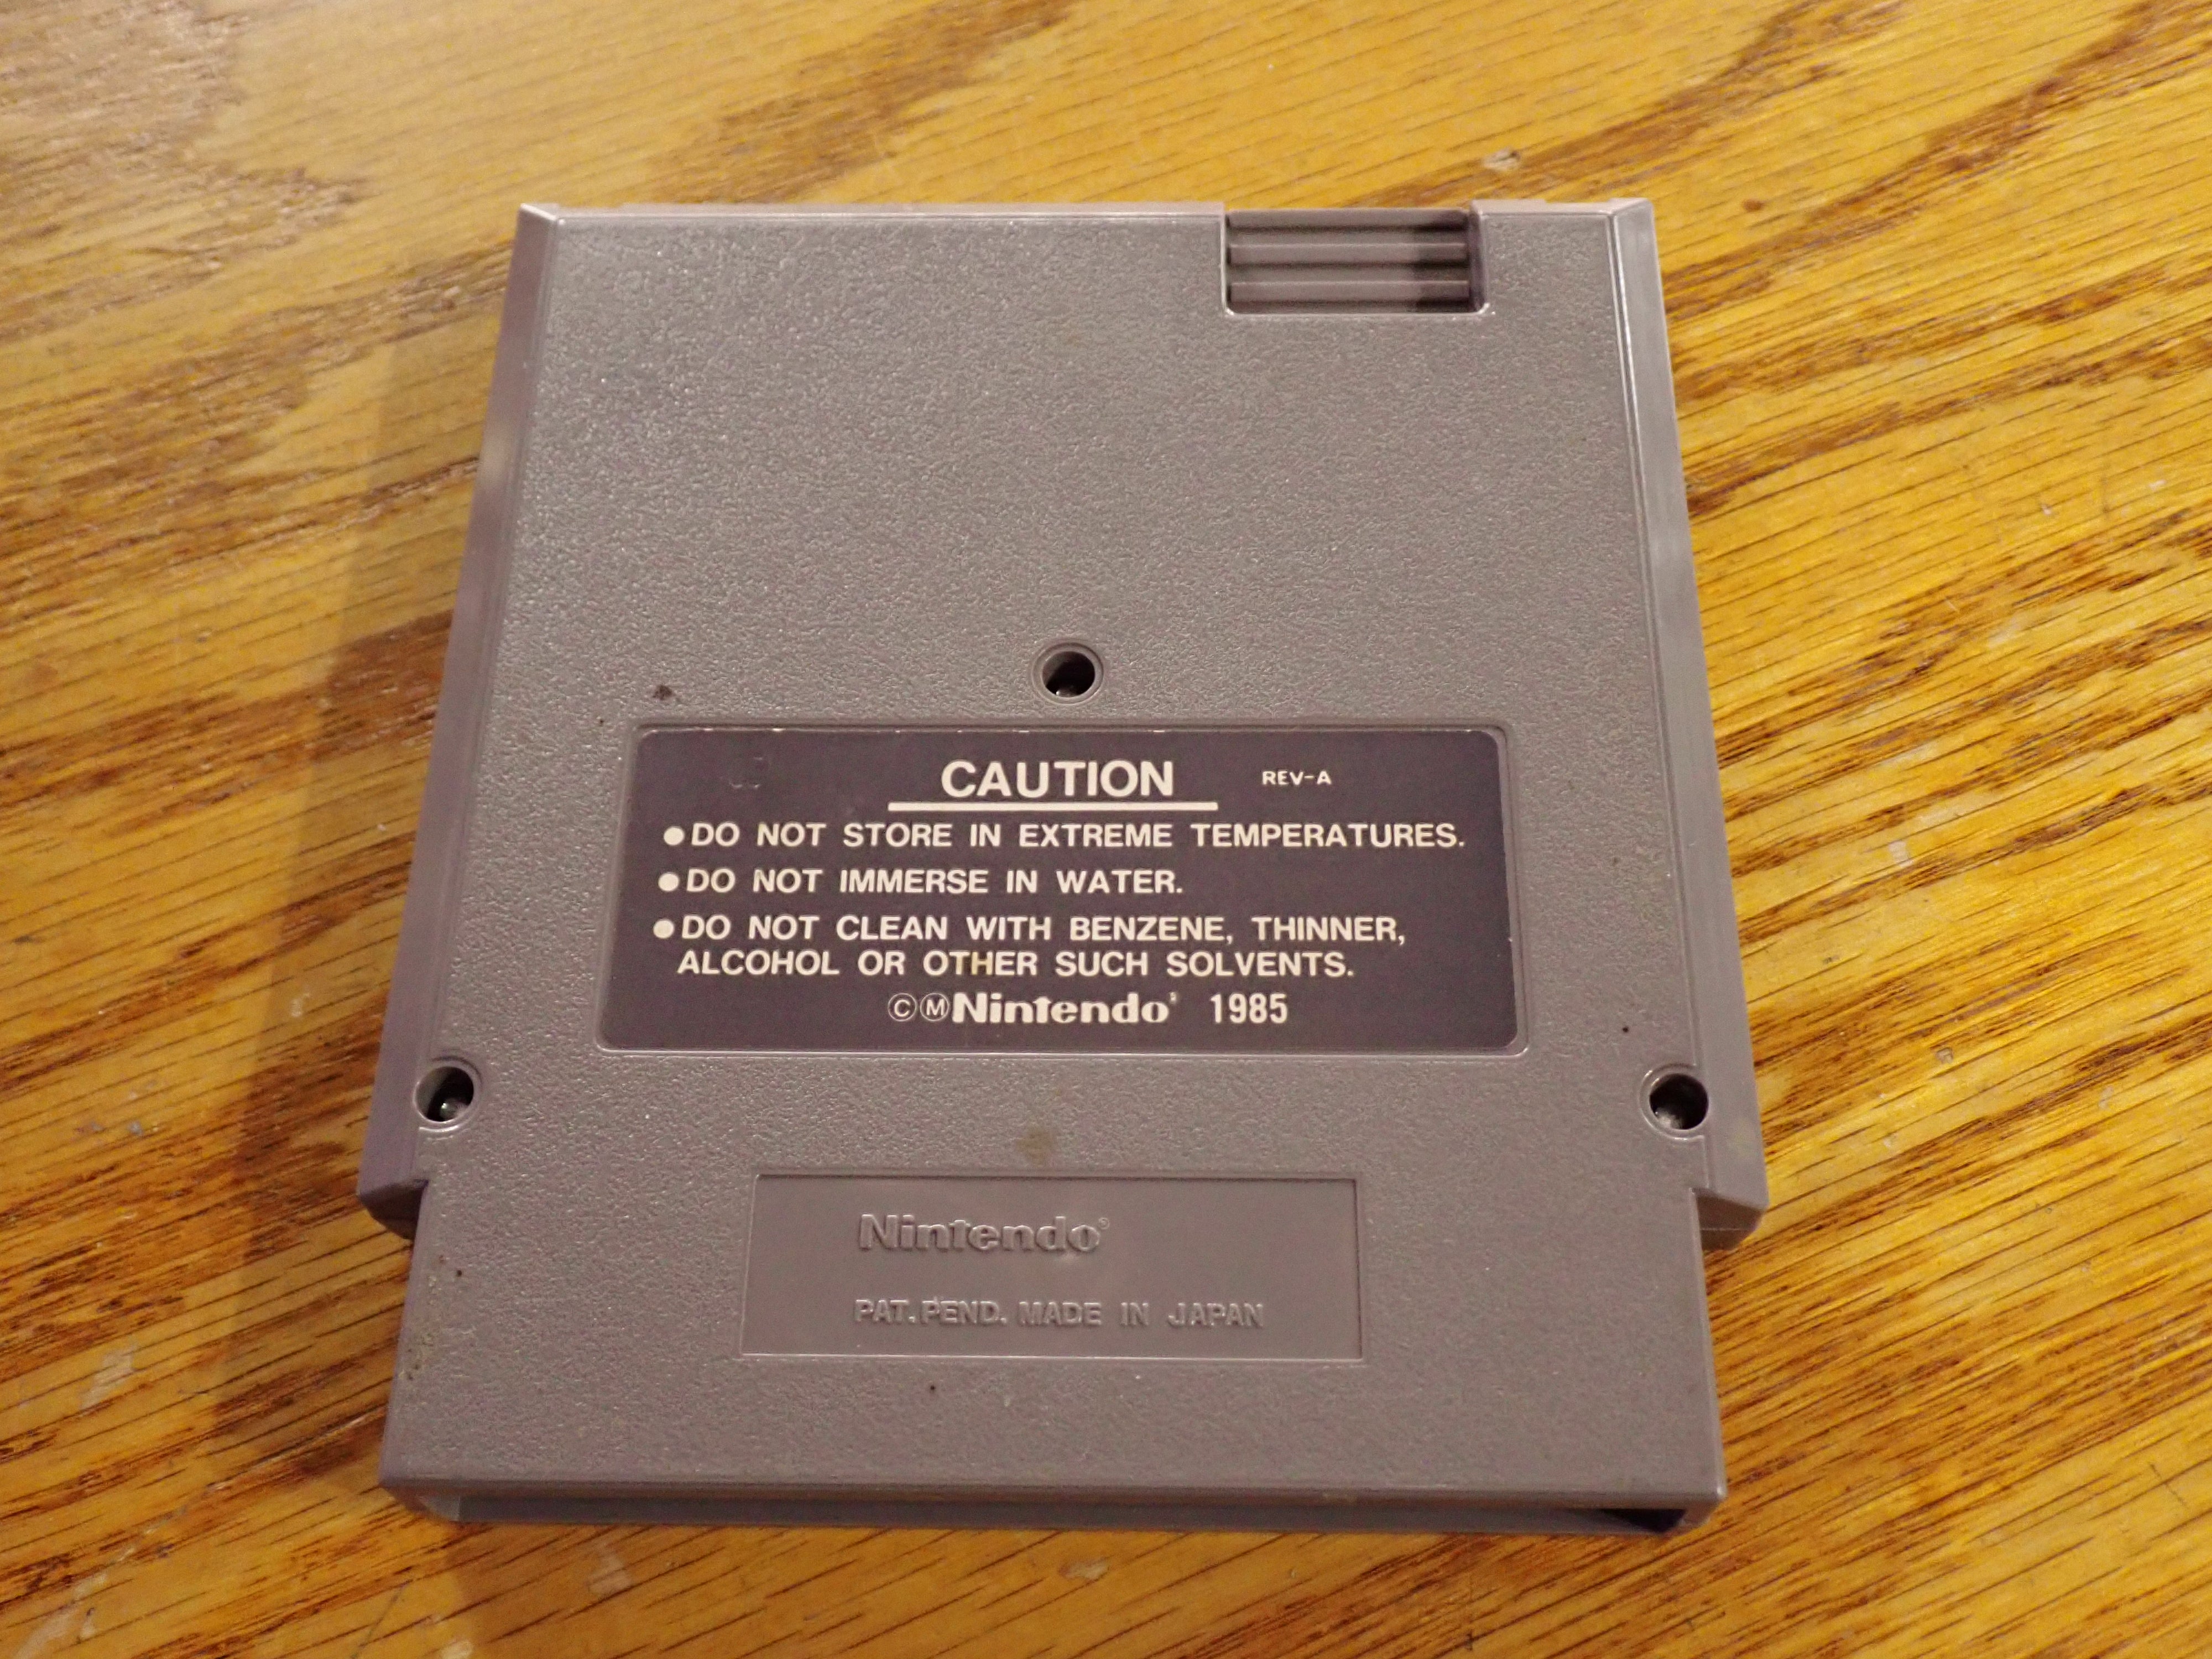 CAUTION REV-A
●DO NOT STORE IN EXTREME TEMPERATURES.
●DO NOT IMMERSE IN WATER.
●DO NOT CLEAN WITH BENZENE, THINNER,
ALCOHOL OR OTHER SUCH SOLVENTS.
©ⓂNintendo® 1985
Nintendo®
PAT. PEND. MADE IN JAPAN